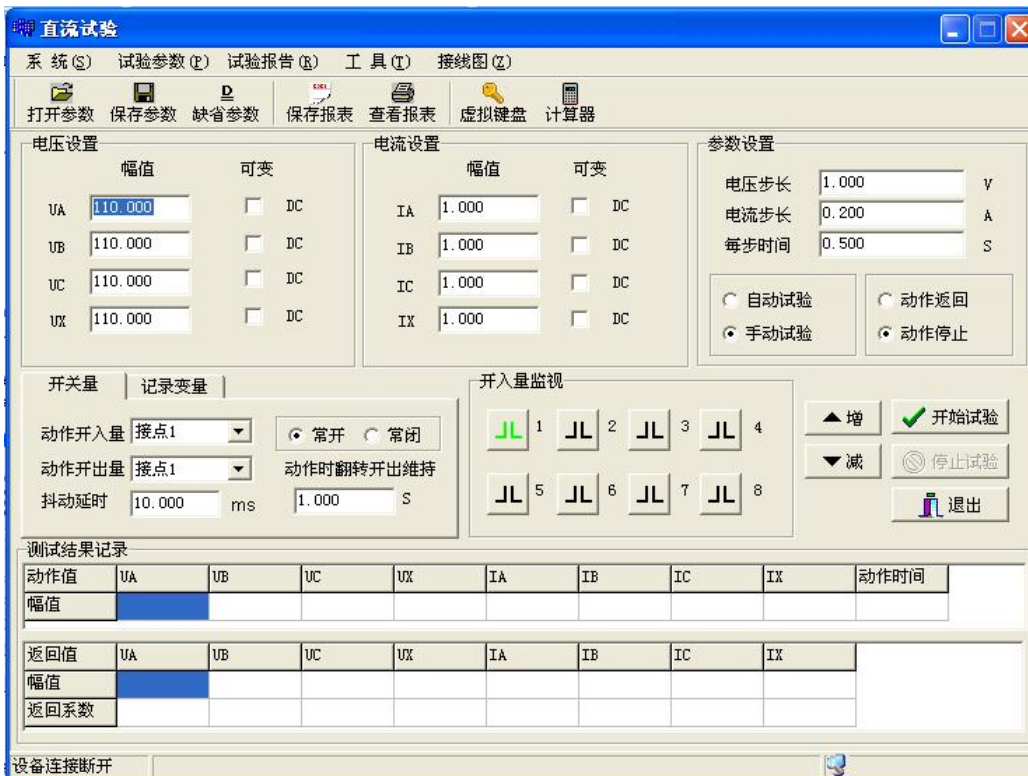 直流试验
系 统(S) 试验参数(P) 试验报告(R) 工 具(T) 接线图(Z)
D EXCL
打开参数 保存参数 缺省参数 保存报表 查看报表 虚拟键盘 计算器
电压设置 电流设置 参数设置
幅值 可变 幅值 可变
电压步长 1.000 V
UA 110.000 DC IA 1.000 DC
电流步长 0.200 A
UB 110.000 DC IB 1.000 DC
每步时间 0.500 S
UC 110.000 DC IC 1.000 DC
自动试验 动作返回
UX 110.000 DC IX 1.000 DC
手动试验 动作停止
开关量 记录变量 开入量监视
动作开入量 接点1 常开 常闭
1 2 3 4
增 开始试验
动作开出量 接点1 动作时翻转开出维持
减 停止试验
抖动延时 10.000 ms 1.000 S
5 6 7 8
退出
测试结果记录
动作值 UA UB UC UX IA IB IC IX 动作时间
幅值
返回值 UA UB UC UX IA IB IC IX
幅值
返回系数
设备连接断开